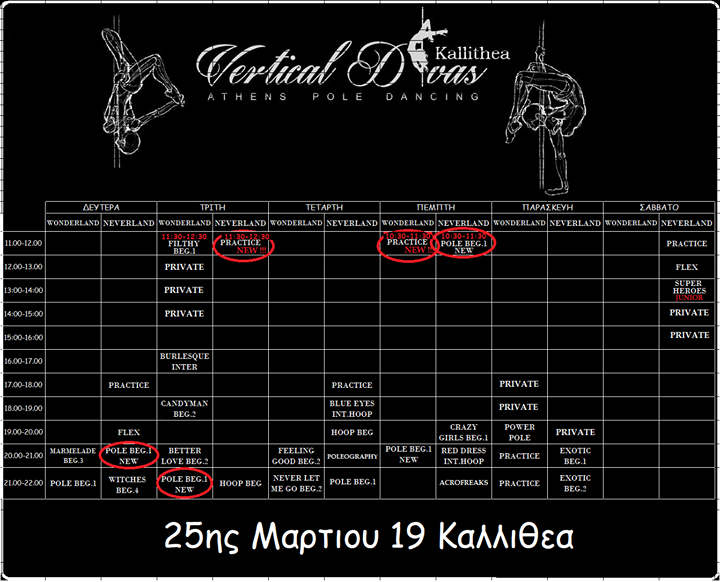 Vertical Divas Kallithea
ATHENS POLE DANCING
ΔΕΥΤΕΡΑ ΤΡΙΤΗ ΤΕΤΑΡΤΗ ΠΕΜΠΤΗ ΠΑΡΑΣΚΕΥΗ ΣΑΒΒΑΤΟ
WONDERLAND NEVERLAND WONDERLAND NEVERLAND WONDERLAND NEVERLAND WONDERLAND NEVERLAND WONDERLAND NEVERLAND WONDERLAND NEVERLAND
11:30-12:30 11:30-12:30 10:30-11:30 10:30-11:30
11:00-12:00 FILTHY PRACTICE PRACTICE POLE BEG.1 PRACTICE
BEG.1 NEW !!! NEW !! NEW
12:00-13:00 PRIVATE FLEX
13:00-14:00 PRIVATE SUPER
HEROES
JUNIOR
14:00-15:00 PRIVATE PRIVATE
15:00-16:00 PRIVATE
16:00-17.00 BURLESQUE
INTER
17:00-18:00 PRACTICE PRACTICE PRIVATE
18:00-19:00 CANDYMAN BLUE EYES PRIVATE
BEG.2 INT.HOOP
19:00-20:00 FLEX HOOP BEG CRAZY POWER PRIVATE
GIRLS BEG.1 POLE
20:00-21:00 MARMELADE POLE BEG.1 BETTER FEELING POLEOGRAPHY POLE BEG.1 RED DRESS PRACTICE EXOTIC
BEG.3 NEW LOVE BEG.2 GOOD BEG.2 NEW INT.HOOP BEG.1
21:00-22:00 POLE BEG.1 WITCHES POLE BEG.1 HOOP BEG NEVER LET POLE BEG.1 ACROFREAKS PRACTICE EXOTIC
BEG.4 NEW ME GO BEG.2 BEG.2
25ης Μαρτιου 19 Καλλιθεα